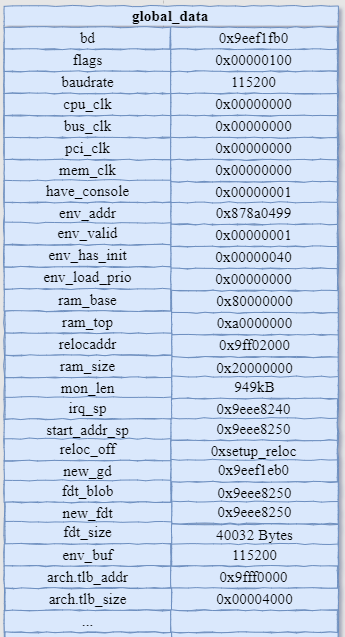 global_data
bd 0x9eef1fb0
flags 0x00000100
baudrate 115200
cpu_clk 0x00000000
bus_clk 0x00000000
pci_clk 0x00000000
mem_clk 0x00000000
have_console 0x00000001
env_addr 0x878a0499
env_valid 0x00000001
env_has_init 0x00000040
env_load_prio 0x00000000
ram_base 0x80000000
ram_top 0xa0000000
relocaddr 0x9ff02000
ram_size 0x20000000
mon_len 949kB
irq_sp 0x9eee8240
start_addr_sp 0x9eee8250
reloc_off 0xsetup_reloc
new_gd 0x9eef1eb0
fdt_blob 0x9eee8250
new_fdt 0x9eee8250
fdt_size 40032 Bytes
env_buf 115200
arch.tlb_addr 0x9fff0000
arch.tlb_size 0x00004000
...